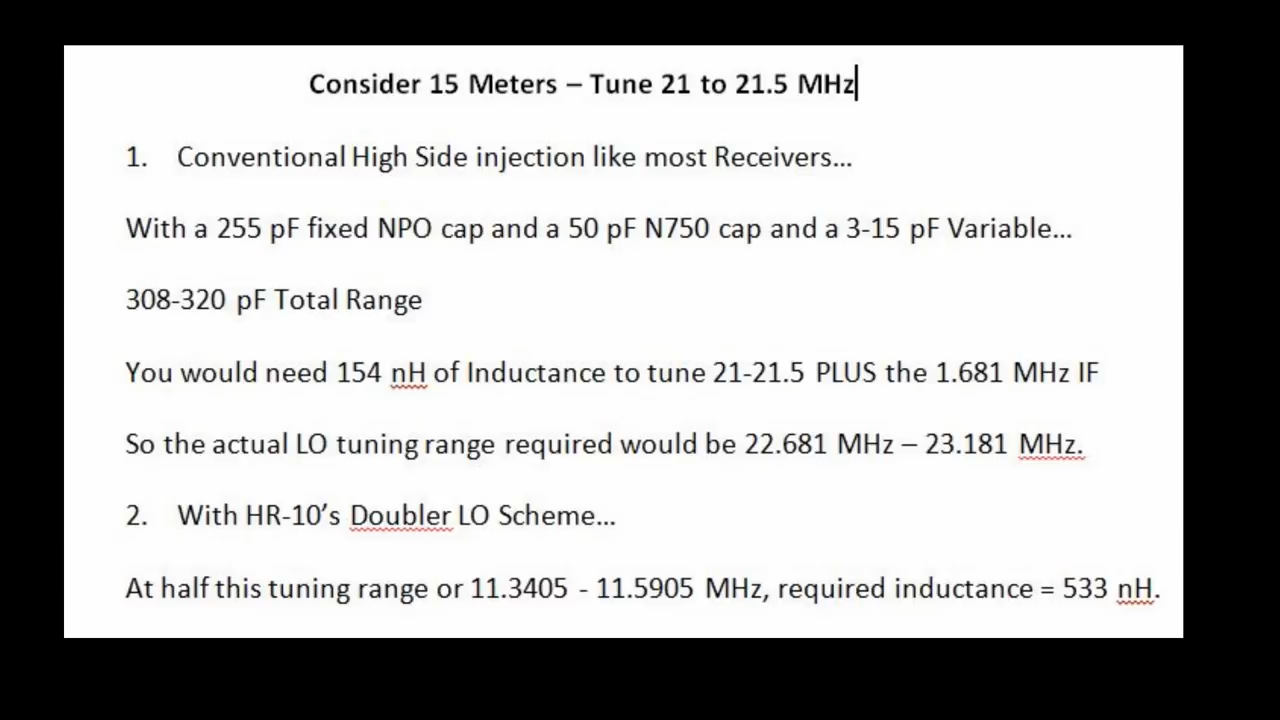 Consider 15 Meters – Tune 21 to 21.5 MHz
1. Conventional High Side injection like most Receivers…
With a 255 pF fixed NPO cap and a 50 pF N750 cap and a 3-15 pF Variable…
308-320 pF Total Range
You would need 154 nH of Inductance to tune 21-21.5 PLUS the 1.681 MHz IF
So the actual LO tuning range required would be 22.681 MHz – 23.181 MHz.
2. With HR-10’s Doubler LO Scheme…
At half this tuning range or 11.3405 - 11.5905 MHz, required inductance = 533 nH.